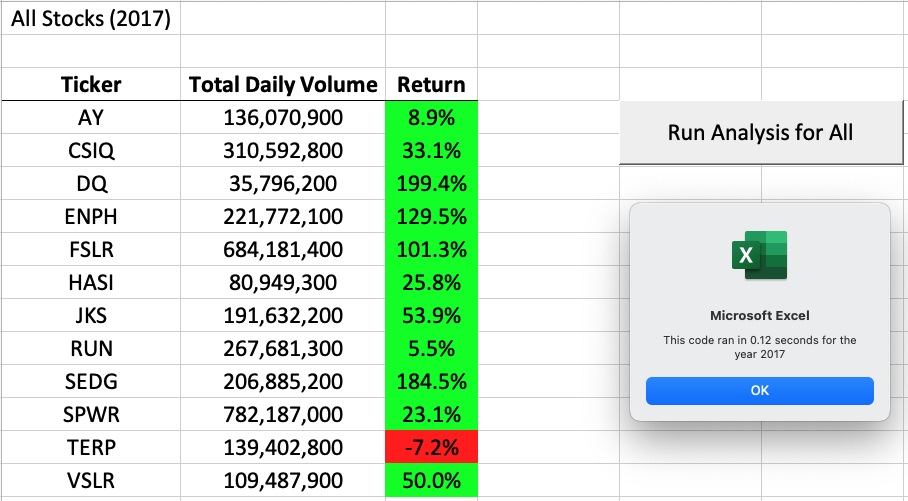 All Stocks (2017)
Ticker Total Daily Volume Return
AY 136,070,900 8.9%
CSIQ 310,592,800 33.1%
DQ 35,796,200 199.4%
ENPH 221,772,100 129.5%
FSLR 684,181,400 101.3%
HASI 80,949,300 25.8%
JKS 191,632,200 53.9%
RUN 267,681,300 5.5%
SEDG 206,885,200 184.5%
SPWR 782,187,000 23.1%
TERP 139,402,800 -7.2%
VSLR 109,487,900 50.0%
Run Analysis for All
X
Microsoft Excel
This code ran in 0.12 seconds for the
year 2017
OK